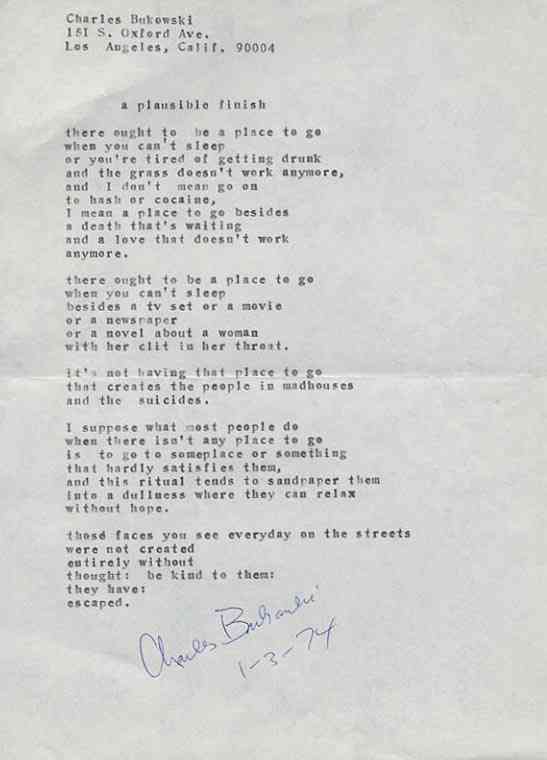 Charles Bukowski
151 S. Oxford Ave.
Los Angeles, Calif. 90004
a plausible finish
there ought to be a place to go
when you can't sleep
or you're tired of getting drunk
and the grass doesn't work anymore,
and I don't mean go on
to hash or cocaine,
I mean a place to go besides
a death that's waiting
and a love that doesn't work
anymore.
there ought to be a place to go
when you can't sleep
besides a tv set or a movie
or a newspaper
or a novel about a woman
with her clit in her throat.
it's not having that place to go
that creates the people in madhouses
and the suicides.
I suppose what most people do
when there isn't any place to go
is to go to someplace or something
that hardly satisfies them,
and this ritual tends to sandpaper them
into a dullness where they can relax
without hope.
those faces you see everyday on the streets
were not created
entirely without
thought: be kind to them:
they have:
escaped.
Charles Bukowski
1-3-74